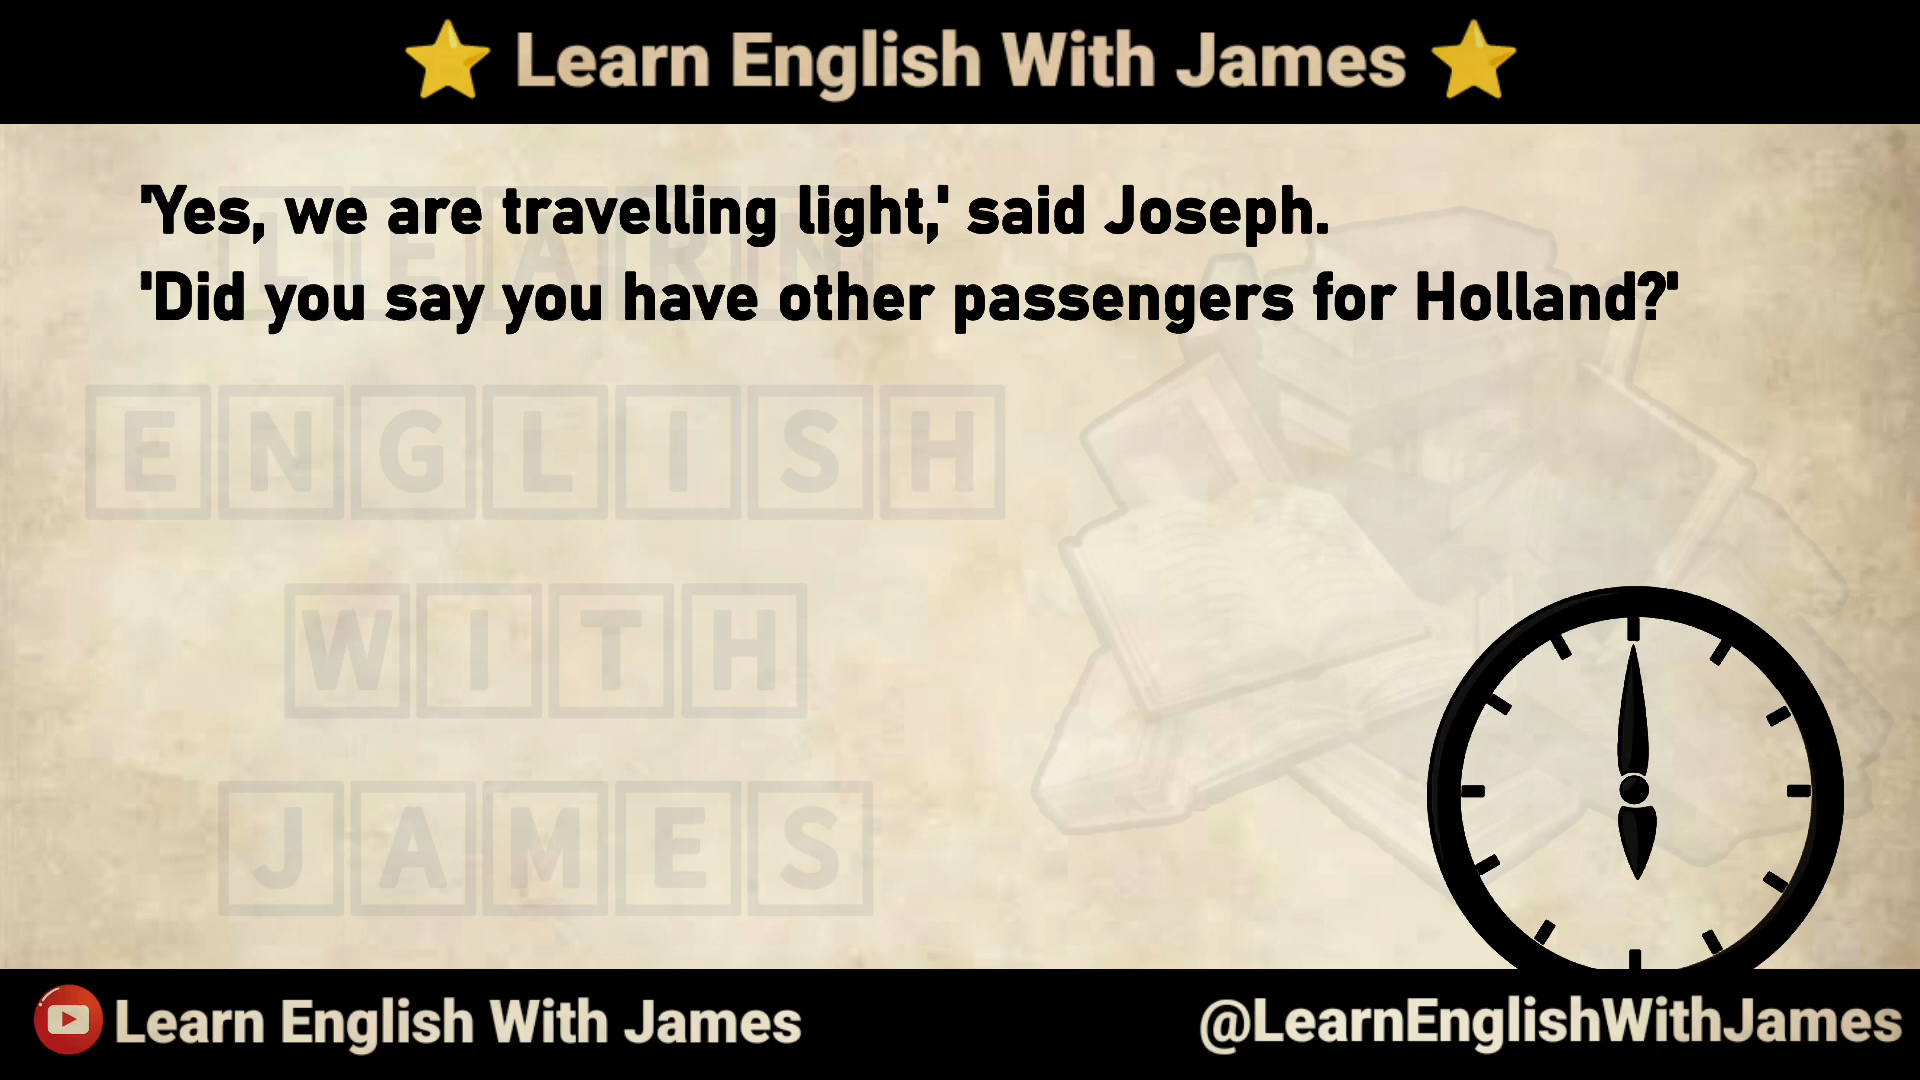 ⭐ Learn English With James ⭐
'Yes, we are travelling light,' said Joseph.
'Did you say you have other passengers for Holland?'
LEARN
ENGLISH
WITH
JAMES
Learn English With James
@LearnEnglishWithJames